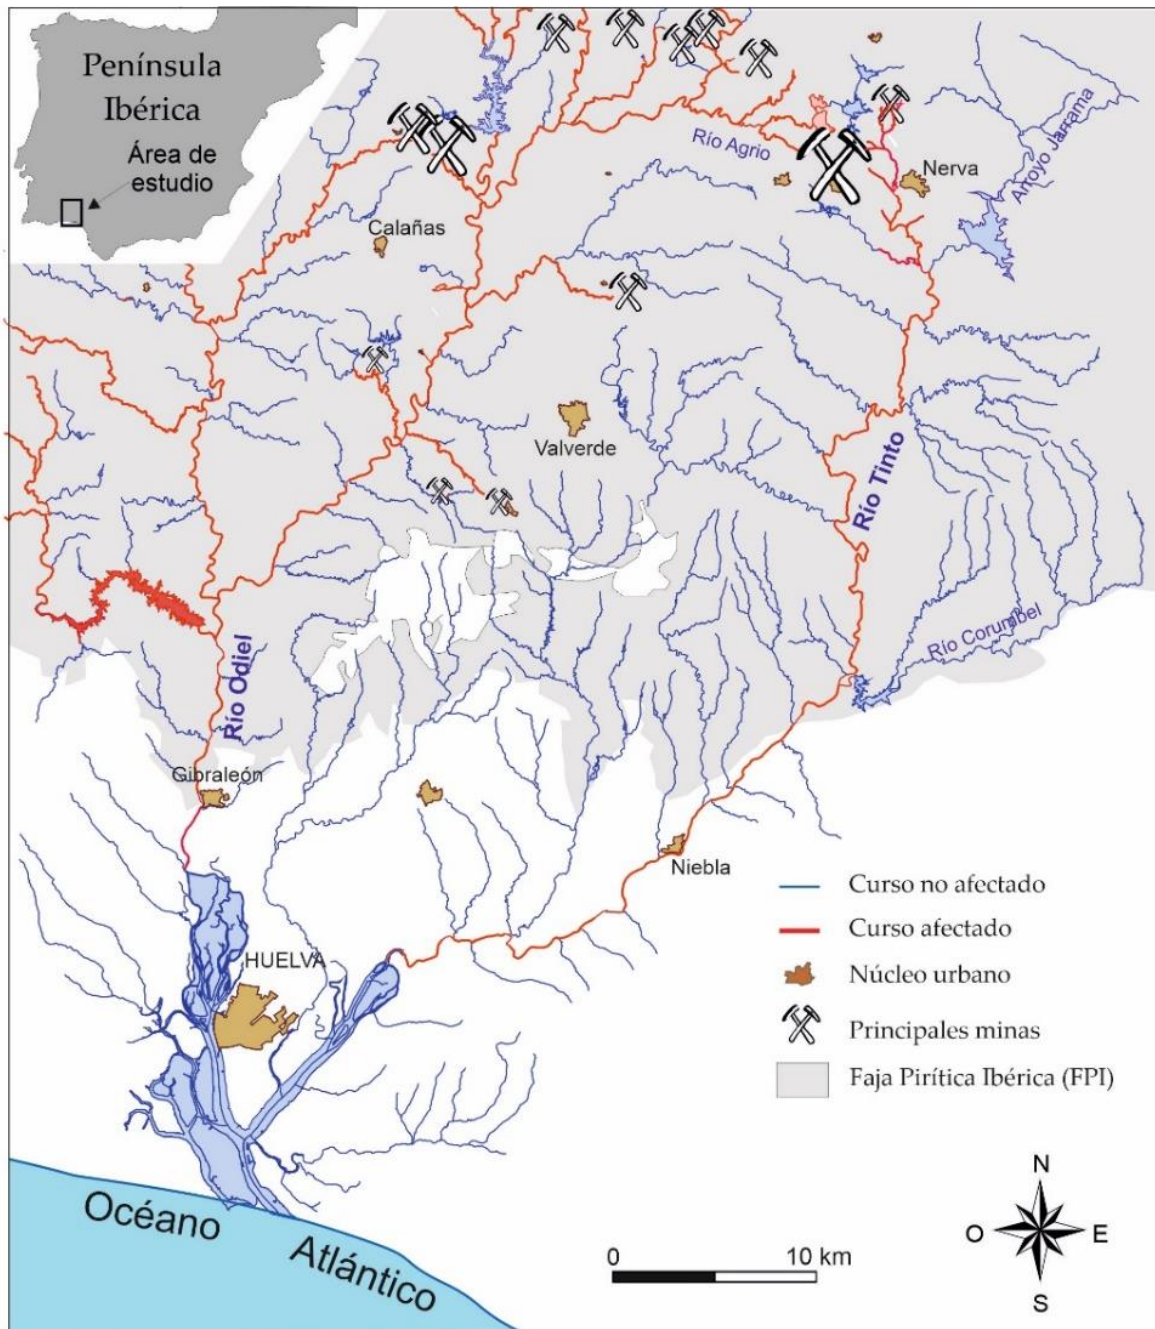 Península
Ibérica
Área de
estudio
Río Agrio
Arroyo Jarrama
Nerva
Calañas
Valverde
Río Tinto
Río Corumbel
Río Odiel
Gibraleón
Niebla
HUELVA
Curso no afectado
Curso afectado
Núcleo urbano
Principales minas
Faja Pirítica Ibérica (FPI)
Océano
Atlántico
0 10 km
N
O E
S